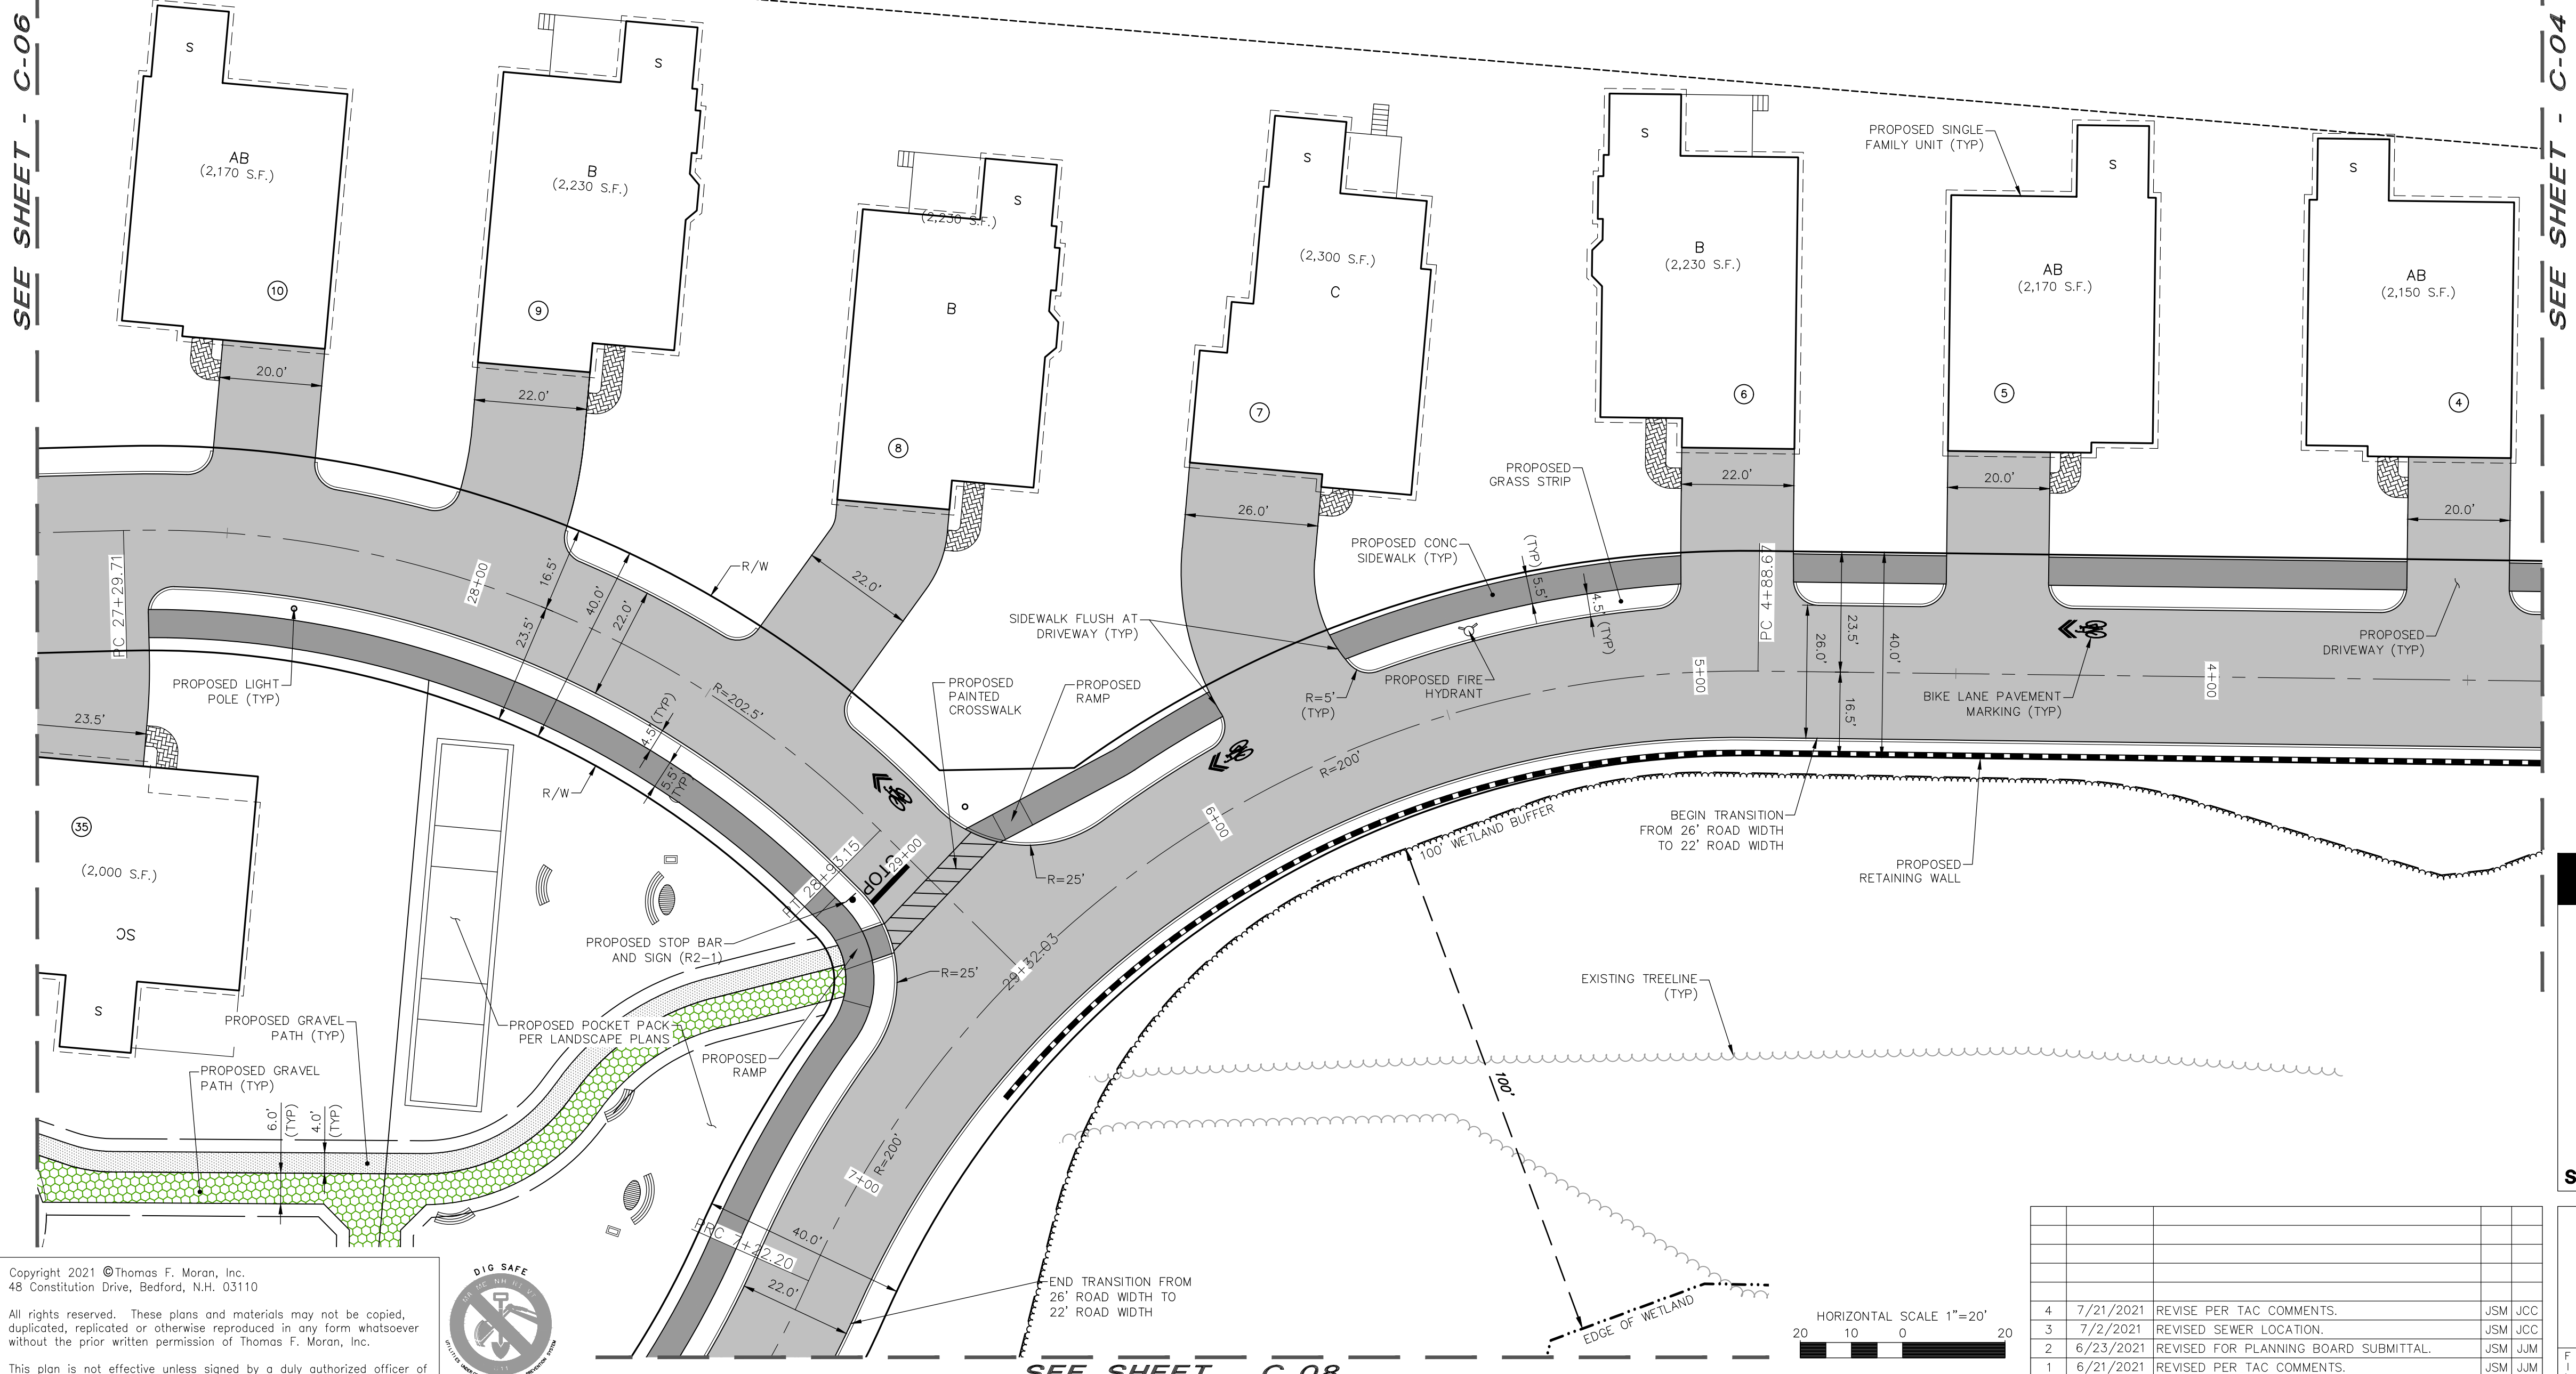 SEE SHEET - C-06
SEE SHEET - C-04
S
AB
(2,170 S.F.)
10
20.0'
S
B
(2,230 S.F.)
9
22.0'
S
(2,230 S.F.)
B
8
22.0'
S
(2,300 S.F.)
C
7
26.0'
S
B
(2,230 S.F.)
6
22.0'
PROPOSED SINGLE
FAMILY UNIT (TYP)
S
AB
(2,170 S.F.)
5
20.0'
S
AB
(2,150 S.F.)
4
20.0'
PROPOSED
GRASS STRIP
PROPOSED CONC
SIDEWALK (TYP)
(TYP)
5.5'
4.5'
(TYP)
SIDEWALK FLUSH AT
DRIVEWAY (TYP)
PROPOSED FIRE
HYDRANT
R=5'
(TYP)
PC 4+88.67
5+00
26.0'
23.5'
16.5'
40.0'
BIKE LANE PAVEMENT
MARKING (TYP)
4+00
PROPOSED
DRIVEWAY (TYP)
PC 27+29.71
28+00
16.5'
23.5'
40.0'
22.0'
R/W
R=202.5'
PROPOSED LIGHT
POLE (TYP)
23.5'
4.5'
(TYP)
5.5'
(TYP)
R/W
PROPOSED
PAINTED
CROSSWALK
PROPOSED
RAMP
R=200'
6+00
100' WETLAND BUFFER
BEGIN TRANSITION
FROM 26' ROAD WIDTH
TO 22' ROAD WIDTH
PROPOSED
RETAINING WALL
35
(2,000 S.F.)
SC
S
PT 28+93.15
STOP
29+00
R=25'
PROPOSED STOP BAR
AND SIGN (R2-1)
R=25'
29+32.03
EXISTING TREELINE
(TYP)
PROPOSED GRAVEL
PATH (TYP)
PROPOSED POCKET PACK
PER LANDSCAPE PLANS
PROPOSED
RAMP
PROPOSED GRAVEL
PATH (TYP)
6.0'
(TYP)
4.0'
(TYP)
100'
R=200'
7+00
PRC 7+22.20
40.0'
22.0'
END TRANSITION FROM
26' ROAD WIDTH TO
22' ROAD WIDTH
EDGE OF WETLAND
Copyright 2021 ©Thomas F. Moran, Inc.
48 Constitution Drive, Bedford, N.H. 03110
All rights reserved. These plans and materials may not be copied,
duplicated, replicated or otherwise reproduced in any form whatsoever
without the prior written permission of Thomas F. Moran, Inc.
This plan is not effective unless signed by a duly authorized officer of
DIG SAFE
HORIZONTAL SCALE 1"=20'
20 10 0 20
4 7/21/2021 REVISE PER TAC COMMENTS. JSM JCC
3 7/2/2021 REVISED SEWER LOCATION. JSM JCC
2 6/23/2021 REVISED FOR PLANNING BOARD SUBMITTAL. JSM JJM
1 6/21/2021 REVISED PER TAC COMMENTS. JSM JJM
S
F
SEE SHEET C-08